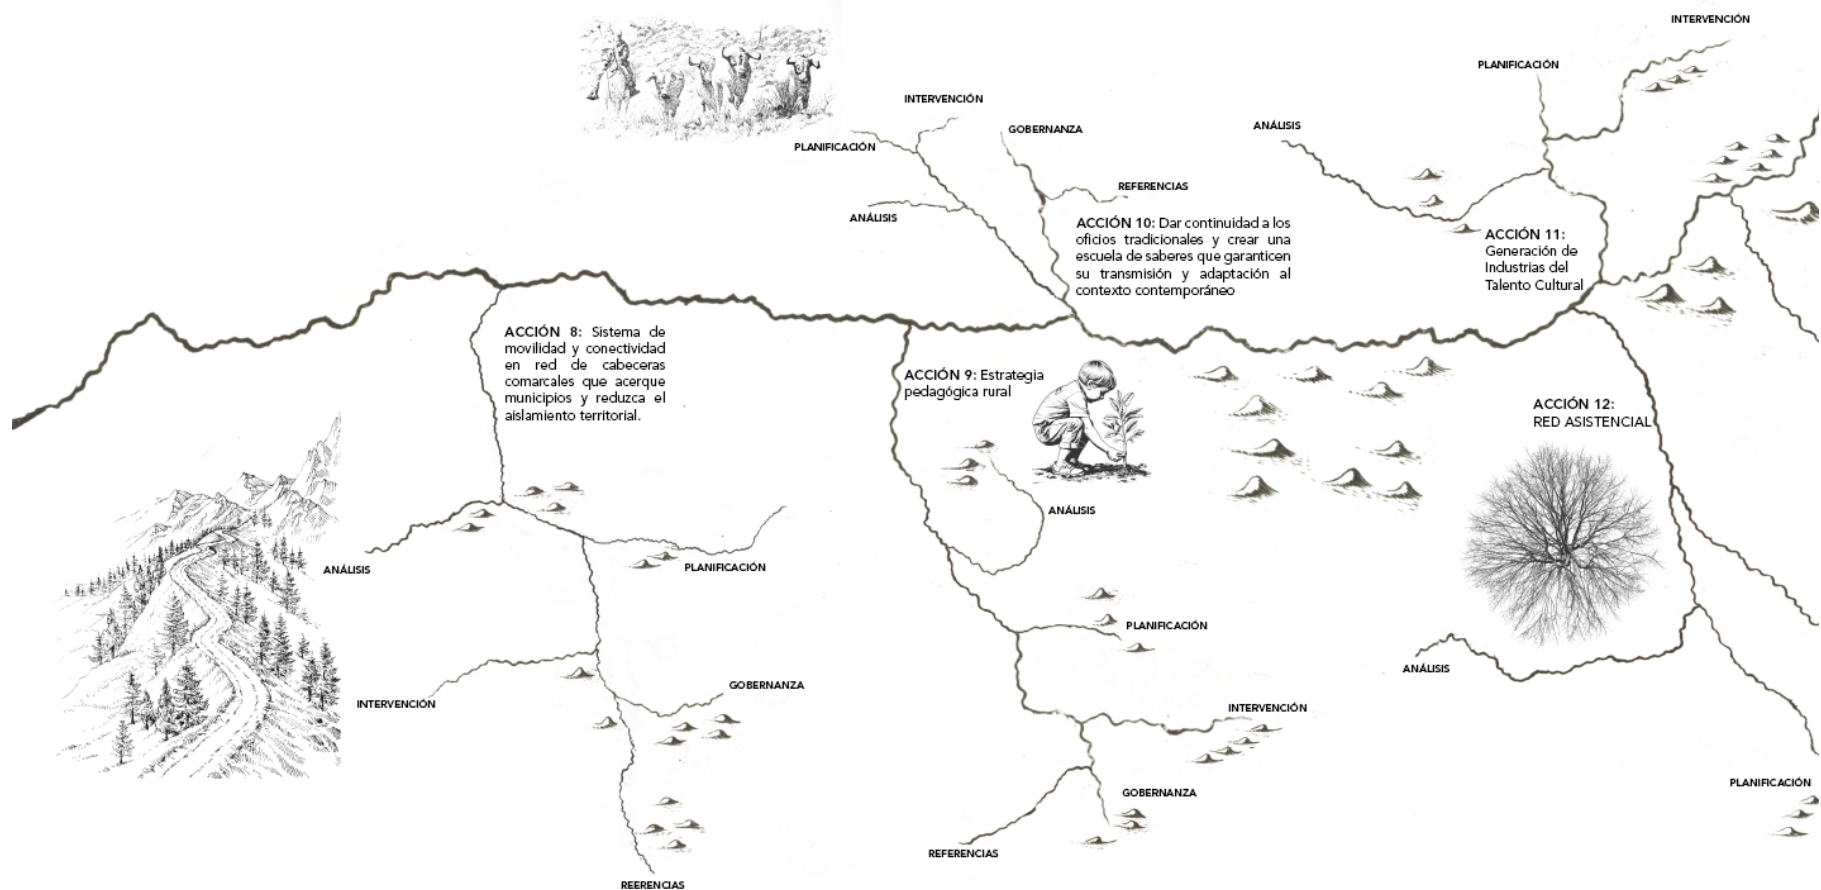 INTERVENCIÓN
PLANIFICACIÓN
ANÁLISIS
INTERVENCIÓN
GOBERNANZA
PLANIFICACIÓN
REFERENCIAS
ANÁLISIS
ACCIÓN 10: Dar continuidad a los
oficios tradicionales y crear una
escuela de saberes que garanticen
su transmisión y adaptación al
contexto contemporáneo
ACCIÓN 11:
Generación de
Industrias del
Talento Cultural
ACCIÓN 8: Sistema de
movilidad y conectividad
en red de cabeceras
comarcales que acerque
municipios y reduzca el
aislamiento territorial.
ACCIÓN 9: Estrategia
pedagógica rural
ACCIÓN 12:
RED ASISTENCIAL
ANÁLISIS
ANÁLISIS
PLANIFICACIÓN
PLANIFICACIÓN
ANÁLISIS
INTERVENCIÓN
GOBERNANZA
INTERVENCIÓN
PLANIFICACIÓN
GOBERNANZA
REFERENCIAS
REERENCIAS